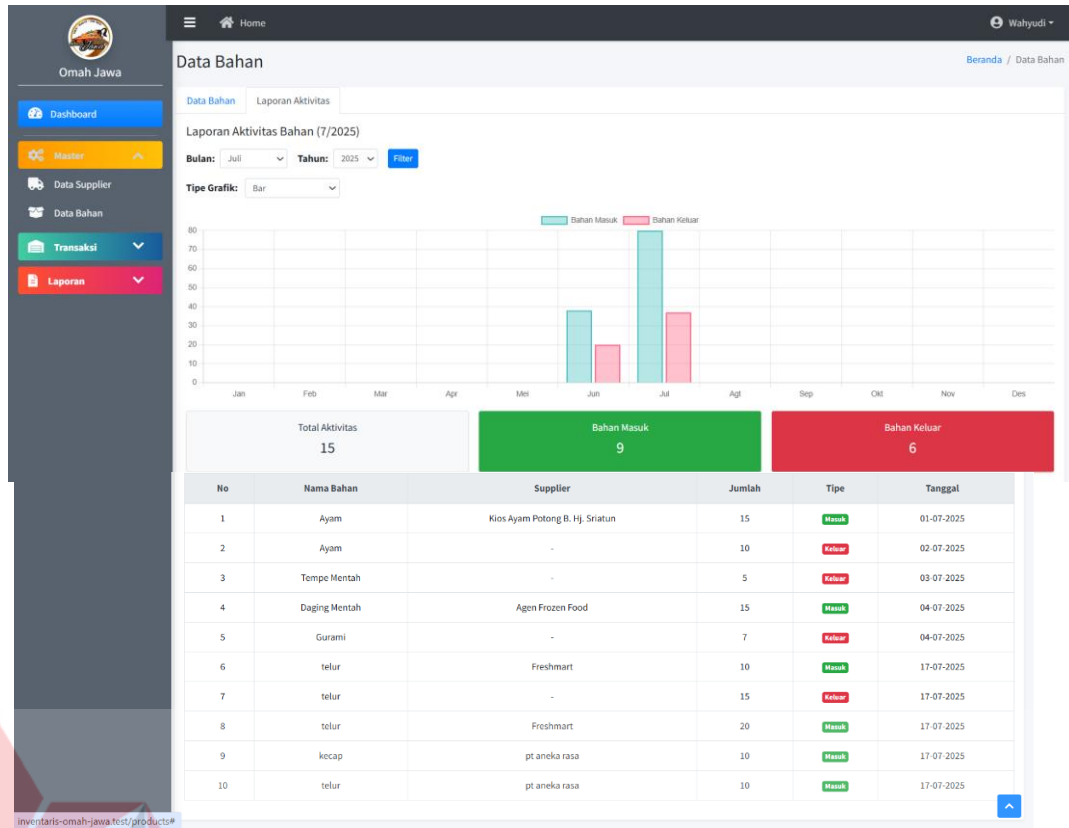 Home
Wahyudi
Omah Jawa
Data Bahan
Beranda / Data Bahan
Dashboard
Master
Data Supplier
Data Bahan
Transaksi
Laporan
Data Bahan Laporan Aktivitas
Laporan Aktivitas Bahan (7/2025)
Bulan: Juli Tahun: 2025 Filter
Tipe Grafik: Bar
Bahan Masuk Bahan Keluar
80
70
60
50
40
30
20
10
0
Jan Feb Mar Apr Mei Jun Jul Agt Sep Okt Nov Des
Total Aktivitas
15
Bahan Masuk
9
Bahan Keluar
6
No Nama Bahan Supplier Jumlah Tipe Tanggal
1 Ayam Kios Ayam Potong B. Hj. Sriatun 15 Masuk 01-07-2025
2 Ayam - 10 Keluar 02-07-2025
3 Tempe Mentah - 5 Keluar 03-07-2025
4 Daging Mentah Agen Frozen Food 15 Masuk 04-07-2025
5 Gurami - 7 Keluar 04-07-2025
6 telur Freshmart 10 Masuk 17-07-2025
7 telur - 15 Keluar 17-07-2025
8 telur Freshmart 20 Masuk 17-07-2025
9 kecap pt aneka rasa 10 Masuk 17-07-2025
10 telur pt aneka rasa 10 Masuk 17-07-2025
inventaris-omah-jawa.test/products#